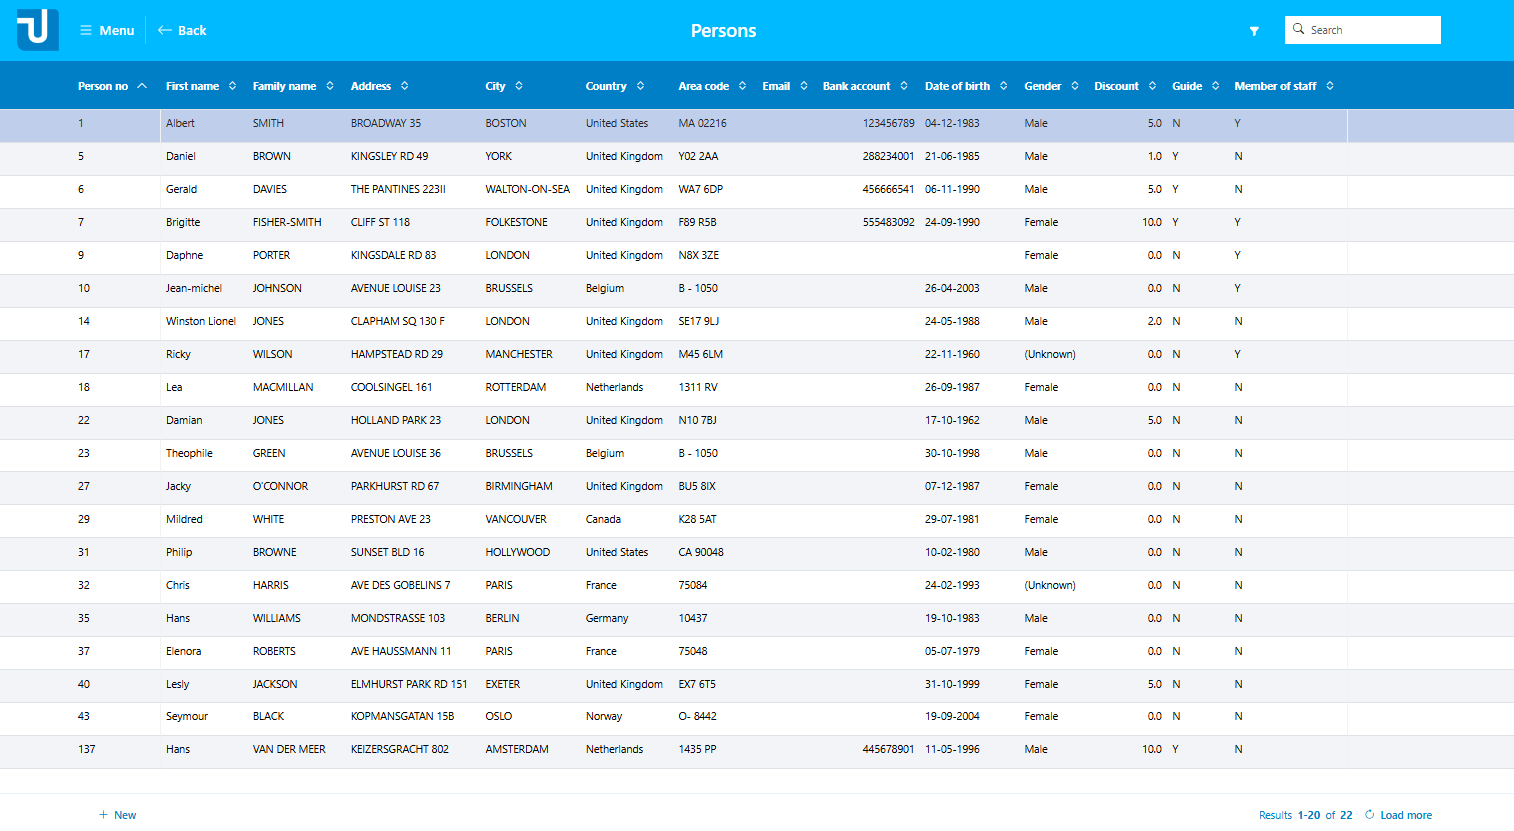 Menu Back Persons Search
Person no First name Family name Address City Country Area code Email Bank account Date of birth Gender Discount Guide Member of staff
1 Albert SMITH BROADWAY 35 BOSTON United States MA 02216 123456789 04-12-1983 Male 5.0 N Y
5 Daniel BROWN KINGSLEY RD 49 YORK United Kingdom Y02 2AA 288234001 21-06-1985 Male 1.0 Y N
6 Gerald DAVIES THE PANTINES 223II WALTON-ON-SEA United Kingdom WA7 6DP 456666541 06-11-1990 Male 5.0 Y N
7 Brigitte FISHER-SMITH CLIFF ST 118 FOLKESTONE United Kingdom F89 R5B 555483092 24-09-1990 Female 10.0 Y Y
9 Daphne PORTER KINGSDALE RD 83 LONDON United Kingdom N8X 3ZE Female 0.0 N Y
10 Jean-michel JOHNSON AVENUE LOUISE 23 BRUSSELS Belgium B - 1050 26-04-2003 Male 0.0 N Y
14 Winston Lionel JONES CLAPHAM SQ 130 F LONDON United Kingdom SE17 9LJ 24-05-1988 Male 2.0 N N
17 Ricky WILSON HAMPSTEAD RD 29 MANCHESTER United Kingdom M45 6LM 22-11-1960 (Unknown) 0.0 N Y
18 Lea MACMILLAN COOLSINGEL 161 ROTTERDAM Netherlands 1311 RV 26-09-1987 Female 0.0 N N
22 Damian JONES HOLLAND PARK 23 LONDON United Kingdom N10 7BJ 17-10-1962 Male 5.0 N N
23 Theophile GREEN AVENUE LOUISE 36 BRUSSELS Belgium B - 1050 30-10-1998 Male 0.0 N N
27 Jacky O'CONNOR PARKHURST RD 67 BIRMINGHAM United Kingdom BU5 8IX 07-12-1987 Female 0.0 N N
29 Mildred WHITE PRESTON AVE 23 VANCOUVER Canada K28 5AT 29-07-1981 Female 0.0 N N
31 Philip BROWNE SUNSET BLD 16 HOLLYWOOD United States CA 90048 10-02-1980 Male 0.0 N N
32 Chris HARRIS AVE DES GOBELINS 7 PARIS France 75084 24-02-1993 (Unknown) 0.0 N N
35 Hans WILLIAMS MONDSTRASSE 103 BERLIN Germany 10437 19-10-1983 Male 0.0 N N
37 Elenora ROBERTS AVE HAUSSMANN 11 PARIS France 75048 05-07-1979 Female 0.0 N N
40 Lesly JACKSON ELMHURST PARK RD 151 EXETER United Kingdom EX7 6T5 31-10-1999 Female 5.0 N N
43 Seymour BLACK KOPMANSGATAN 15B OSLO Norway O- 8442 19-09-2004 Female 0.0 N N
137 Hans VAN DER MEER KEIZERSGRACHT 802 AMSTERDAM Netherlands 1435 PP 445678901 11-05-1996 Male 10.0 Y N
+ New Results 1-20 of 22 Load more